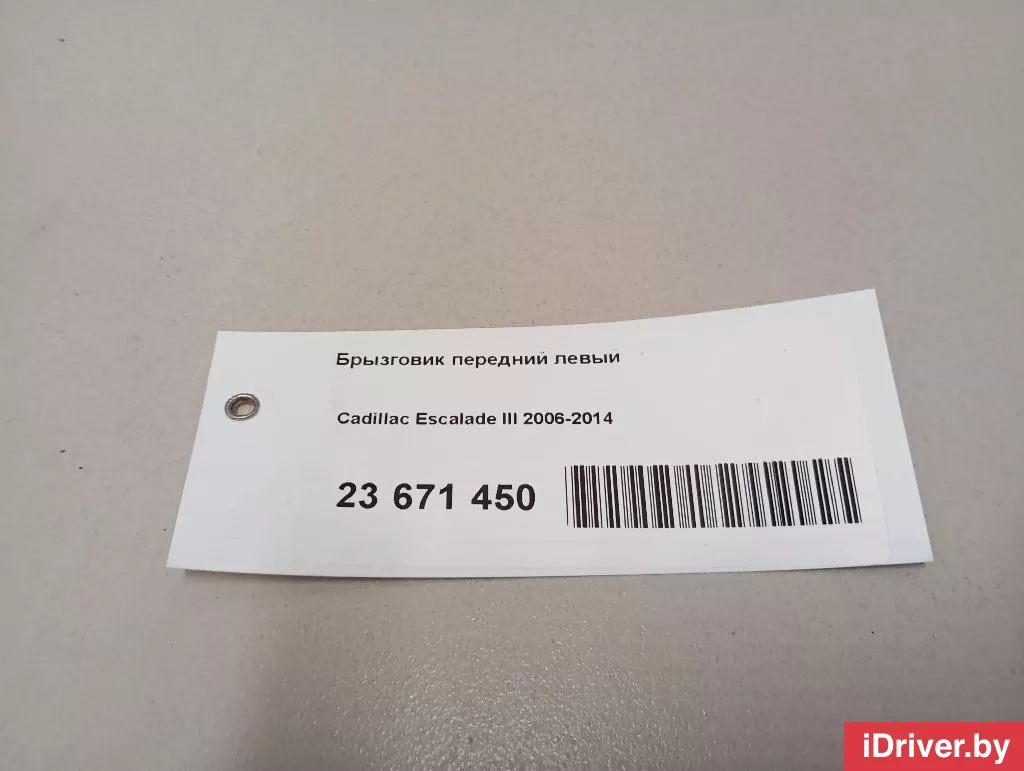 Брызговик передний левый
Cadillac Escalade III 2006-2014
23 671 450
iDriver.by